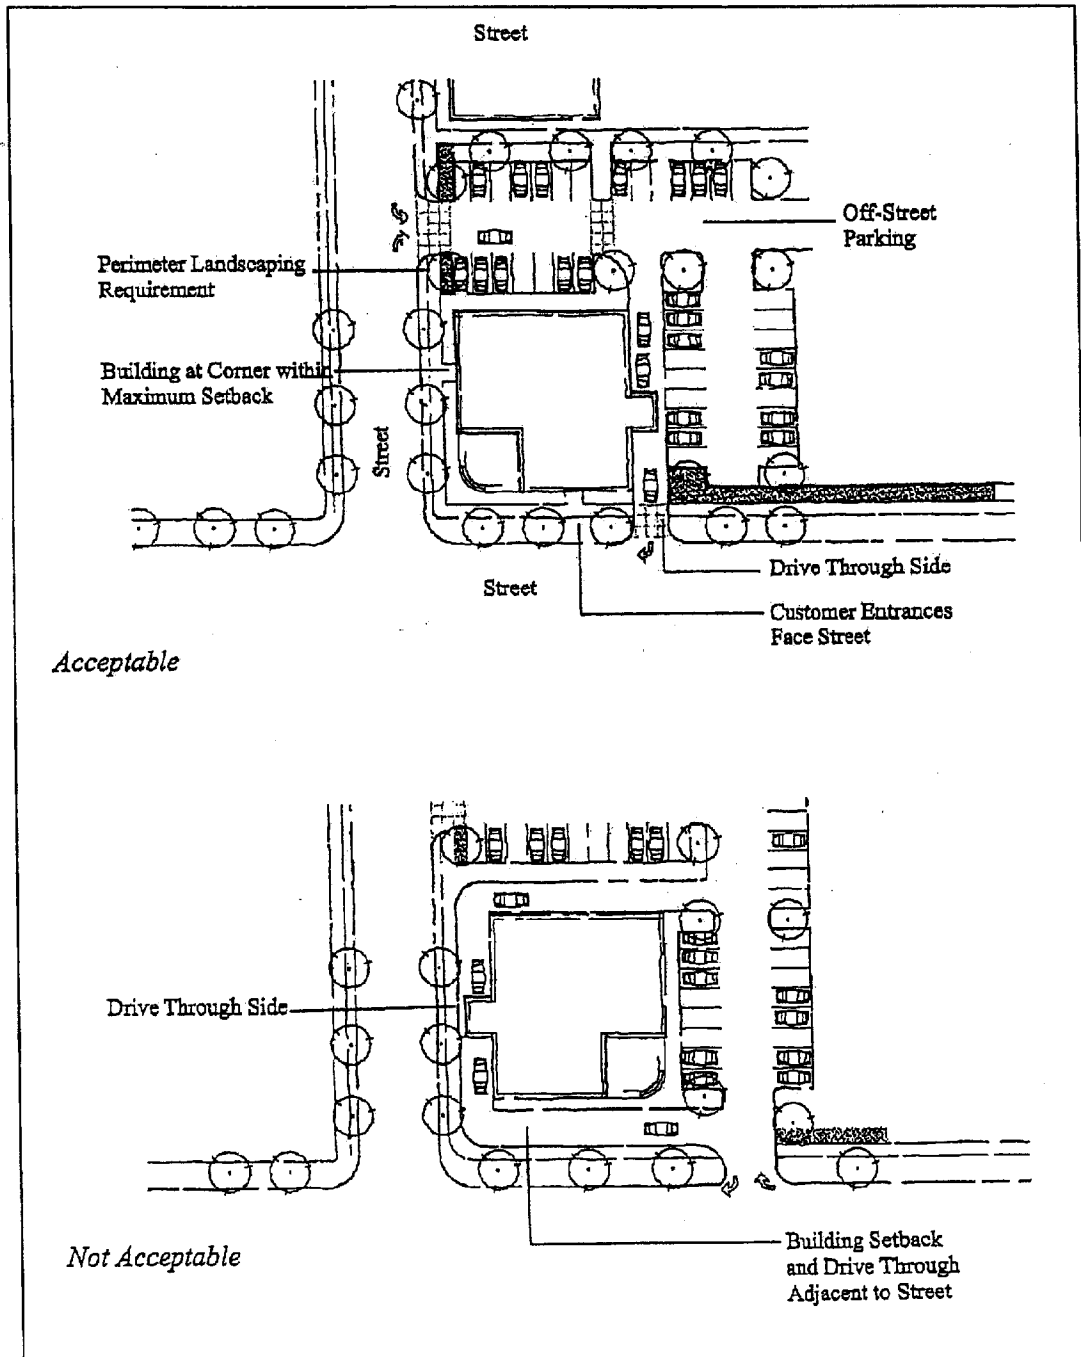 Street
Off-Street
Parking
Perimeter Landscaping
Requirement
Building at Corner within
Maximum Setback
Street
Drive Through Side
Street
Customer Entrances
Face Street
Acceptable
Drive Through Side
Not Acceptable
Building Setback
and Drive Through
Adjacent to Street